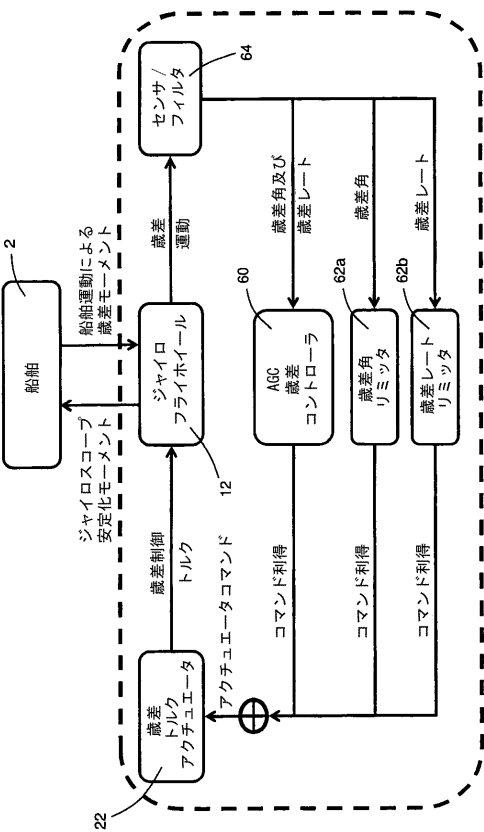 2
船舶
ジャイロスコープ
安定化モーメント
船舶運動による
歳差モーメント
22
歳差
トルク
アクチュエータ
歳差制御
トルク
12
ジャイロ
フライホイール
歳差
運動
センサ/
フィルタ
64
アクチュエータコマンド
コマンド利得
60
AGC
歳差
コントローラ
歳差角及び
歳差レート
コマンド利得
62a
歳差角
リミッタ
歳差角
コマンド利得
62b
歳差レート
リミッタ
歳差レート